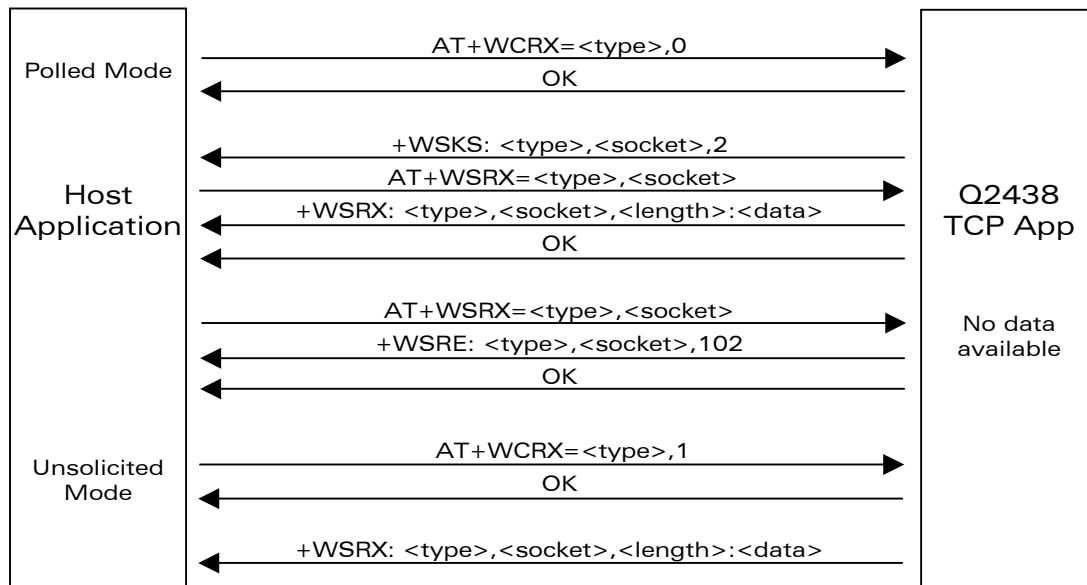 AT+WCRX=<type>,0
Polled Mode
OK
+WSKS: <type>,<socket>,2
AT+WSRX=<type>,<socket>
Host
Application
+WSRX: <type>,<socket>,<length>:<data>
OK
Q2438
TCP App
AT+WSRX=<type>,<socket>
+WSRE: <type>,<socket>,102
OK
No data
available
AT+WCRX=<type>,1
Unsolicited
Mode
OK
+WSRX: <type>,<socket>,<length>:<data>